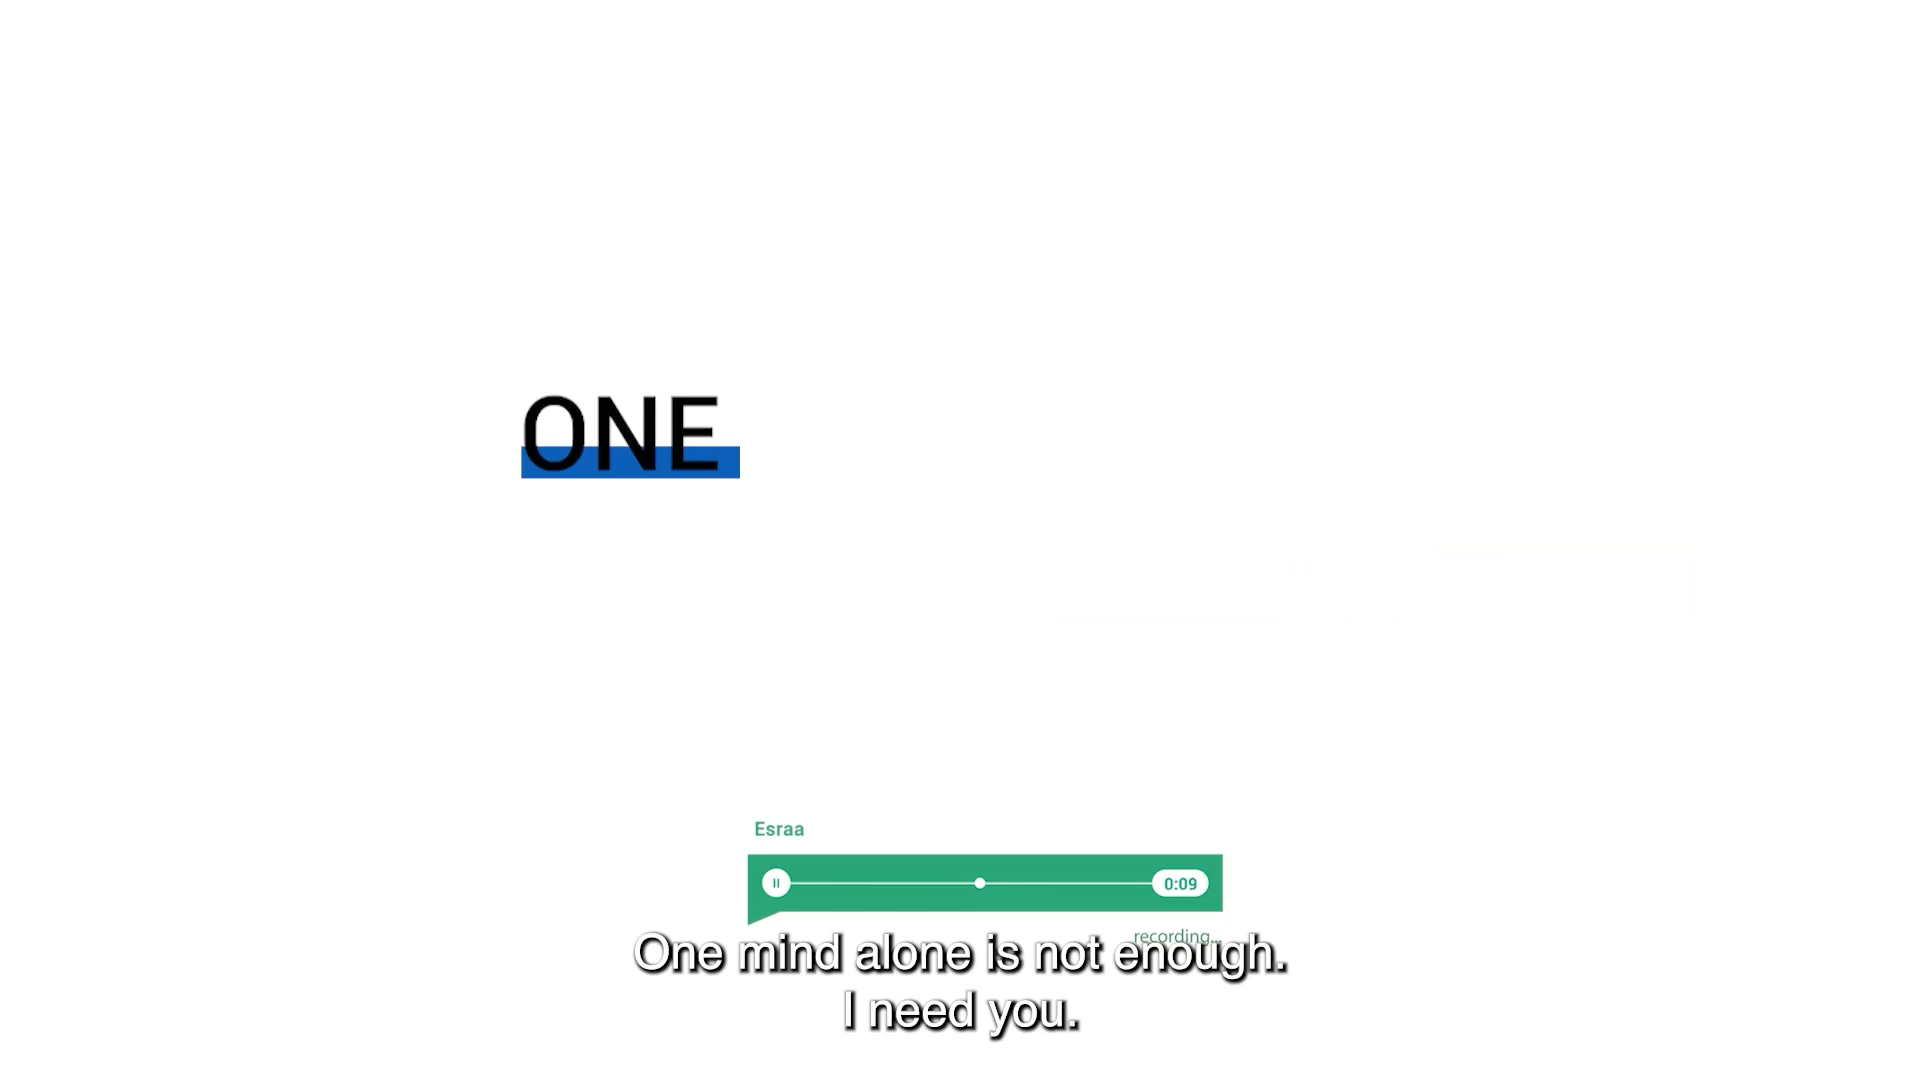 ONE
Esraa
0:09
recording...
One mind alone is not enough.
I need you.